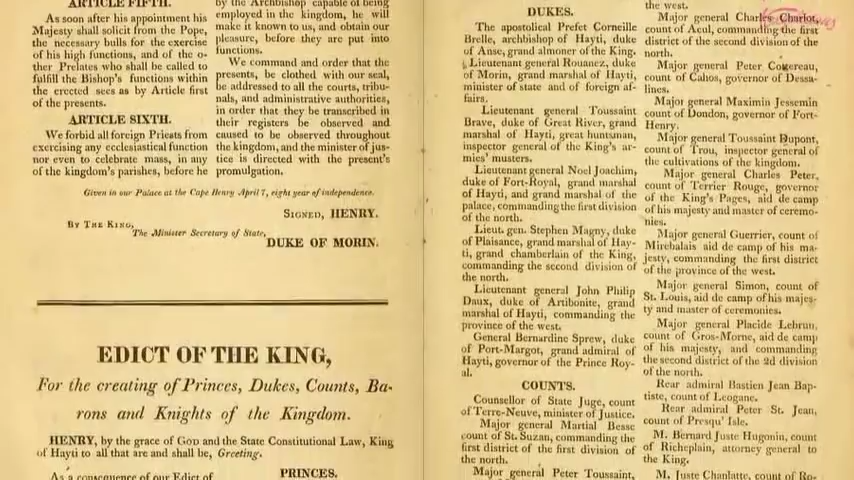 ARTICLE FIFTH.
As soon after his appointment his
Majesty shall solicit from the Pope,
the necessary bulls for the exercise
of his high functions, and of the o-
ther Prelates who shall be called to
fulfill the Bishop's functions within
the erected sees as by Article first
of the presents.
ARTICLE SIXTH.
We forbid all foreign Priests from
exercising any ecclesiastical function
nor even to celebrate mass, in any
of the kingdom's parishes, before he
by the Archbishop capable of being
employed in the kingdom, he will
make it known to us, and obtain our
pleasure, before they are put into
functions.
We command and order that the
presents, be clothed with our seal,
be addressed to all the courts, tribu-
nals, and administrative authorities,
in order that they be transcribed in
their registers be observed and
caused to be observed throughout
the kingdom, and the minister of jus-
tice is directed with the present's
promulgation.
Given in our Palace at the Cape Henry April 7, eight year of independence.
SIGNED, HENRY.
BY THE KING,
The Minister Secretary of State,
DUKE OF MORIN.
EDICT OF THE KING,
For the creating of Princes, Dukes, Counts, Ba-
rons and Knights of the Kingdom.
HENRY, by the grace of God and the State Constitutional Law, King
of Hayti to all that are and shall be, Greeting.
As a consequence of our Edict of
PRINCES.
DUKES.
The apostolical Prefet Corneille
Brelle, archbishop of Hayti, duke
of Anse, grand almoner of the King.
Lieutenant general Rouanez, duke
of Morin, grand marshal of Hayti,
minister of state and of foreign af-
fairs.
Lieutenant general Toussaint
Brave, duke of Great River, grand
marshal of Hayti, great huntsman,
inspector general of the King's ar-
mies' musters.
Lieutenant general Noel Joachim,
duke of Fort-Royal, grand marshal
of Hayti, and grand marshal of the
palace, commanding the first division
of the north.
Lieut. gen. Stephen Magny, duke
of Plaisance, grand marshal of Hay-
ti, grand chamberlain of the King,
commanding the second division of
the north.
Lieutenant general John Philip
Daux, duke of Artibonite, grand
marshal of Hayti, commanding the
province of the west.
General Bernardine Sprew, duke
of Port-Margot, grand admiral of
Hayti, governor of the Prince Roy-
al.
COUNTS.
Counsellor of State Juge, count
of Terre-Neuve, minister of Justice.
Major general Martial Besse
count of St. Suzan, commanding the
first district of the first division of
the north.
Major general Peter Toussaint,
the west.
Major general Charles Charlot,
count of Acul, commanding the first
district of the second division of the
north.
Major general Peter Cogereau,
count of Cahos, governor of Dessa-
lines.
Major general Maximin Jessemin
count of Dondon, governor of Fort-
Henry.
Major general Toussaint Dupont,
count of Trou, inspector general of
the cultivations of the kingdom.
Major general Charles Peter,
count of Terrier Rouge, governor
of the King's Pages, aid de camp
of his majesty and master of ceremo-
nies.
Major general Guerrier, count of
Mirebalais aid de camp of his ma-
jesty, commanding the first district
of the province of the west.
Major general Simon, count of
St. Louis, aid de camp of his majes-
ty and master of ceremonies.
Major general Placide Lebrun,
count of Gros-Morne, aid de camp
of his majesty, and commanding
the second district of the 2d division
of the north.
Rear admiral Bastien Jean Bap-
tiste, count of Leogane.
Rear admiral Peter St. Jean,
count of Presqu' Isle.
M. Bernard Juste Hugonin, count
of Richeplain, attorney general to
the King.
M. Juste Chanlatte, count of Ro-